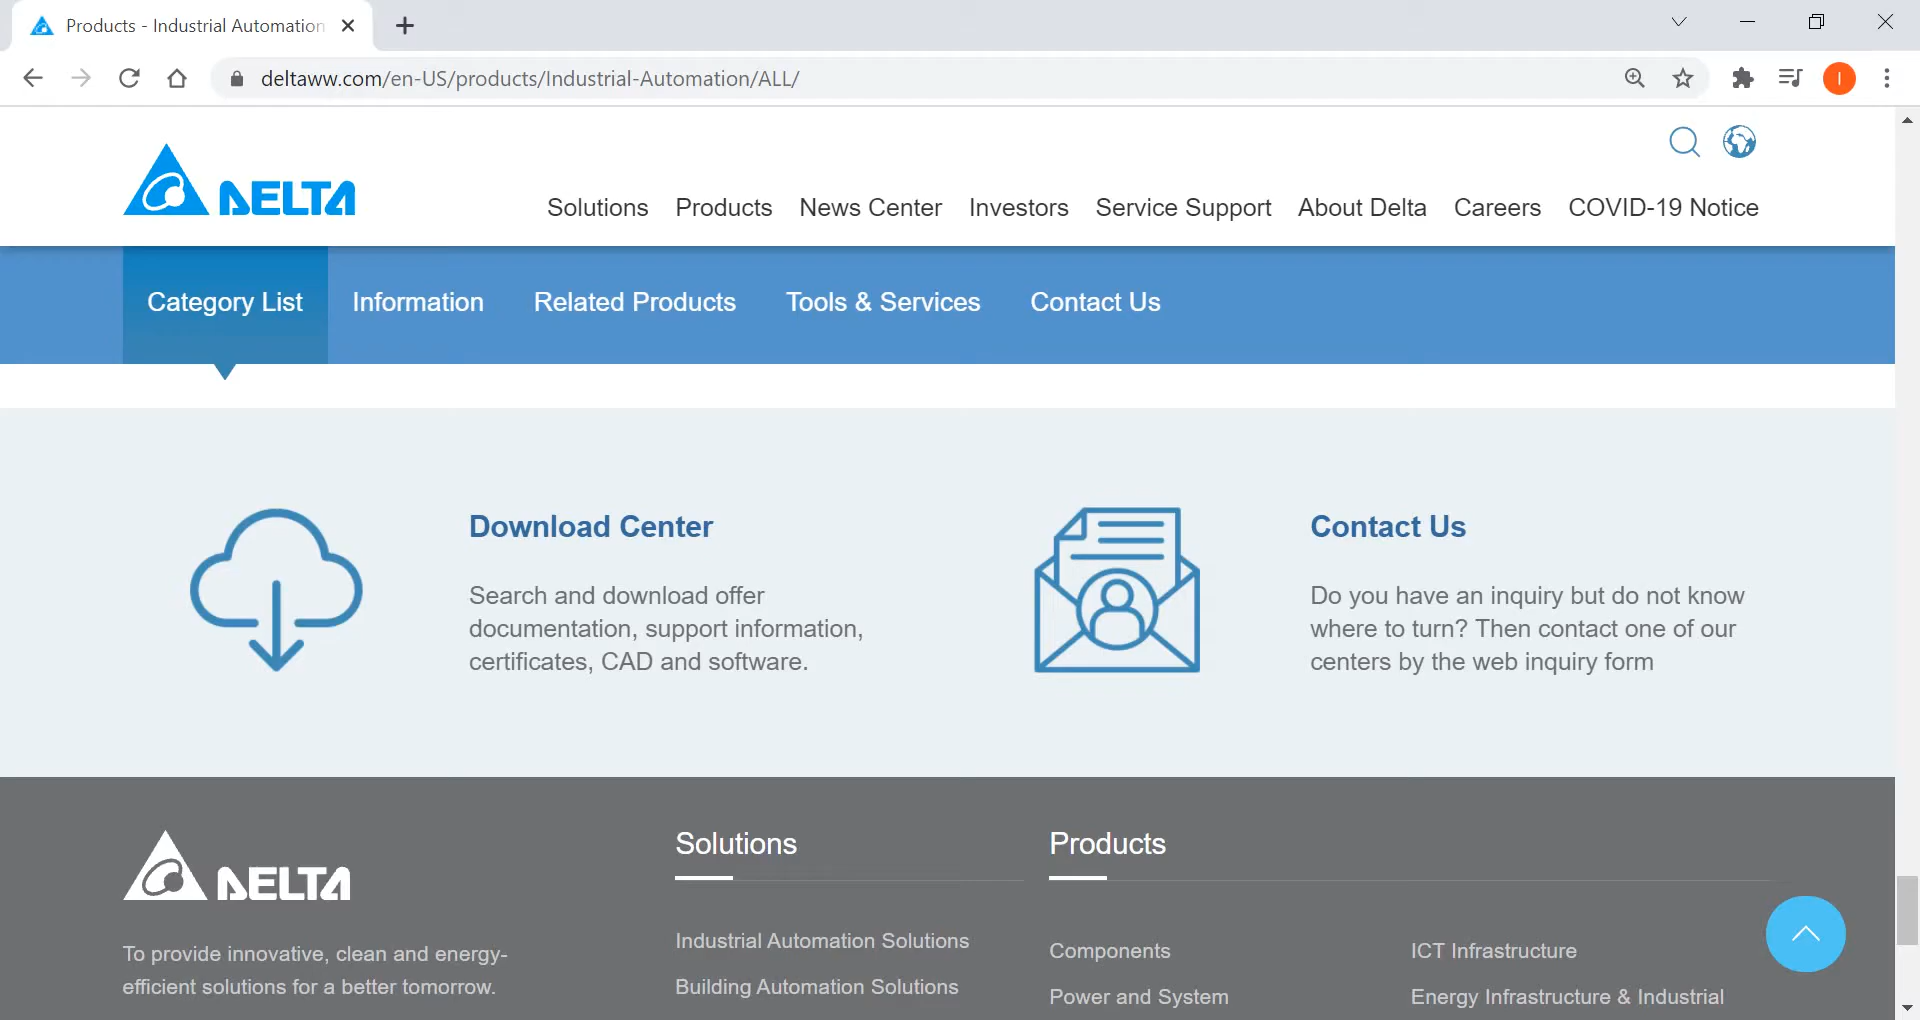 Products - Industrial Automation
deltaww.com/en-US/products/Industrial-Automation/ALL/
I
DELTA
Solutions Products News Center Investors Service Support About Delta Careers COVID-19 Notice
Category List Information Related Products Tools & Services Contact Us
Download Center
Search and download offer
documentation, support information,
certificates, CAD and software.
Contact Us
Do you have an inquiry but do not know
where to turn? Then contact one of our
centers by the web inquiry form
DELTA
To provide innovative, clean and energy-
efficient solutions for a better tomorrow.
Solutions
Industrial Automation Solutions
Building Automation Solutions
Products
Components
Power and System
ICT Infrastructure
Energy Infrastructure & Industrial